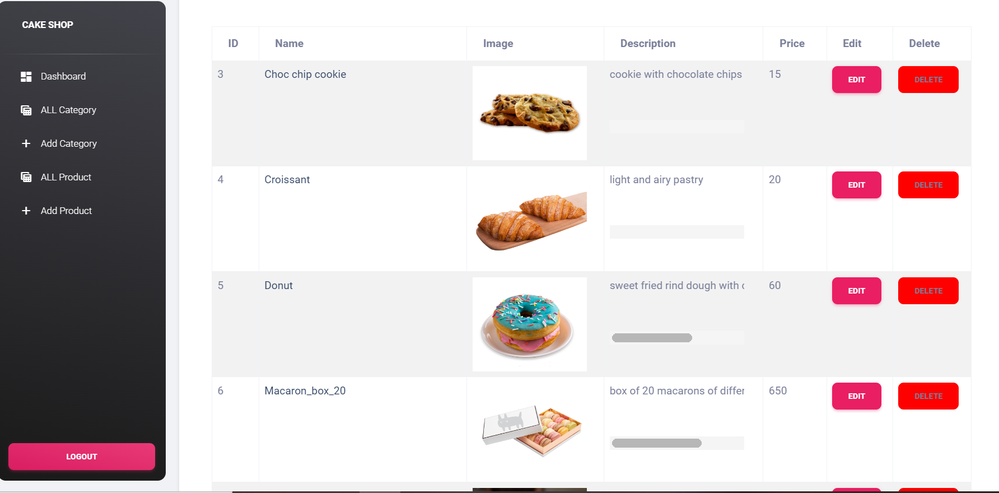 CAKE SHOP
Dashboard
ALL Category
Add Category
ALL Product
Add Product
LOGOUT
ID Name Image Description Price Edit Delete
3 Choc chip cookie cookie with chocolate chips 15 EDIT DELETE
4 Croissant light and airy pastry 20 EDIT DELETE
5 Donut sweet fried rind dough with 60 EDIT DELETE
6 Macaron_box_20 box of 20 macarons of differ 650 EDIT DELETE